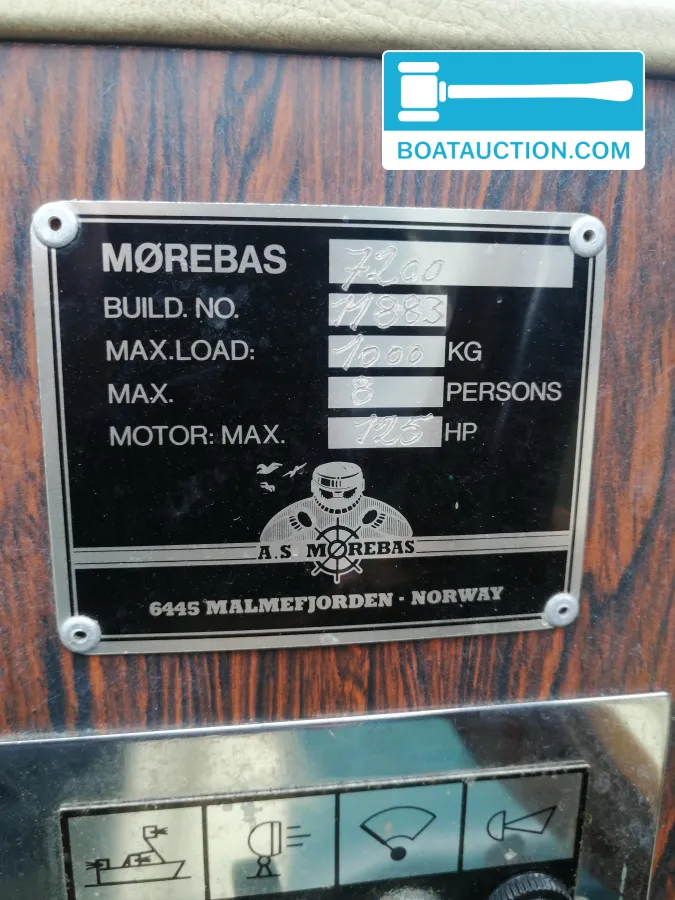 BOATAUCTION.COM
MØREBAS 7200
BUILD. NO. 11883
MAX.LOAD: 1000 KG
MAX. 8 PERSONS
MOTOR: MAX. 125 HP
A.S. MØREBAS
6445 MALMEFJORDEN · NORWAY